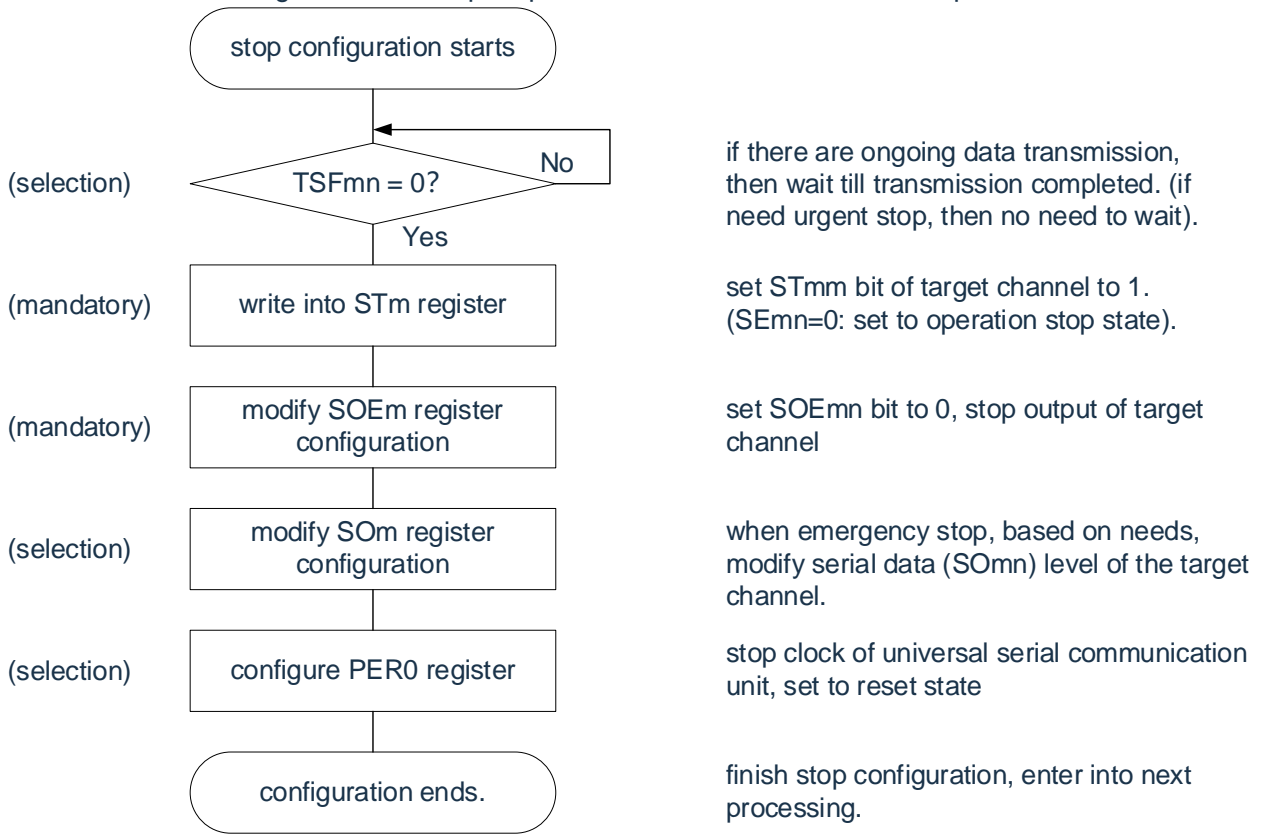 stop configuration starts
(selection)
TSFmn = 0?
No
if there are ongoing data transmission,
then wait till transmission completed. (if
need urgent stop, then no need to wait).
Yes
(mandatory)
write into STm register
set STmm bit of target channel to 1.
(SEmn=0: set to operation stop state).
(mandatory)
modify SOEm register
configuration
set SOEmn bit to 0, stop output of target
channel
(selection)
modify SOm register
configuration
when emergency stop, based on needs,
modify serial data (SOmn) level of the target
channel.
(selection)
configure PER0 register
stop clock of universal serial communication
unit, set to reset state
configuration ends.
finish stop configuration, enter into next
processing.